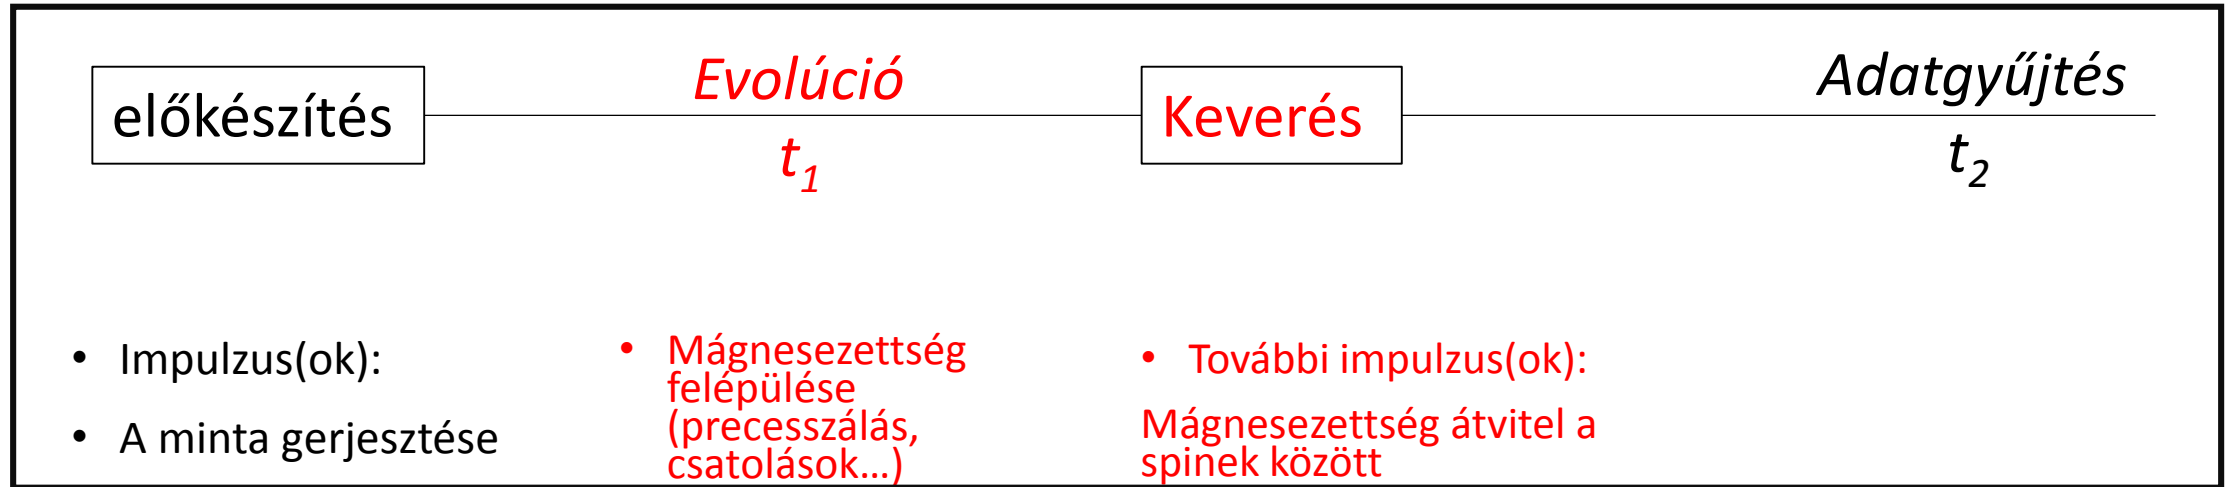 előkészítés
Evolúció
t1
Keverés
Adatgyűjtés
t2
• Impulzus(ok):
• A minta gerjesztése
• Mágnesezettség
felépülése
(precesszálás,
csatolások…)
• További impulzus(ok):
Mágnesezettség átvitel a
spinek között